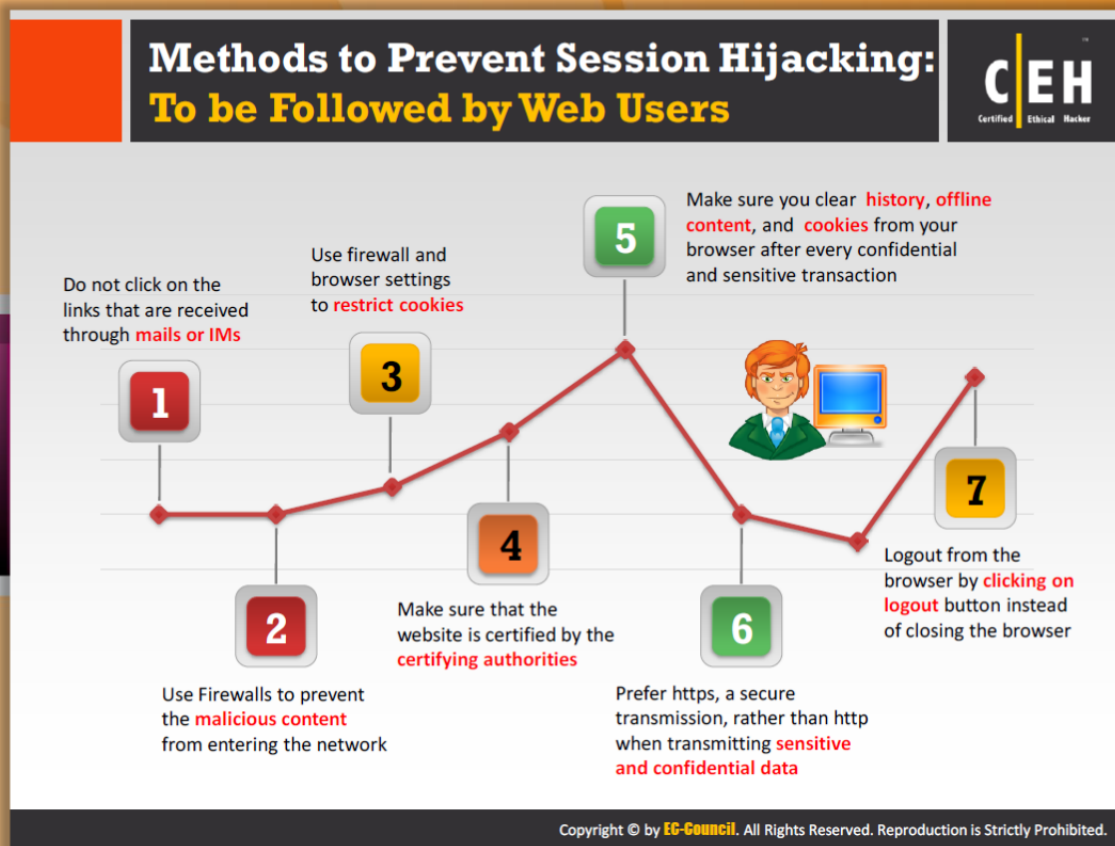 Methods to Prevent Session Hijacking:
To be Followed by Web Users
CEH
Certified Ethical Hacker
™
1
Do not click on the
links that are received
through mails or IMs
2
Use Firewalls to prevent
the malicious content
from entering the network
3
Use firewall and
browser settings
to restrict cookies
4
Make sure that the
website is certified by the
certifying authorities
5
Make sure you clear history, offline
content, and cookies from your
browser after every confidential
and sensitive transaction
6
Prefer https, a secure
transmission, rather than http
when transmitting sensitive
and confidential data
7
Logout from the
browser by clicking on
logout button instead
of closing the browser
Copyright © by EC-Council. All Rights Reserved. Reproduction is Strictly Prohibited.